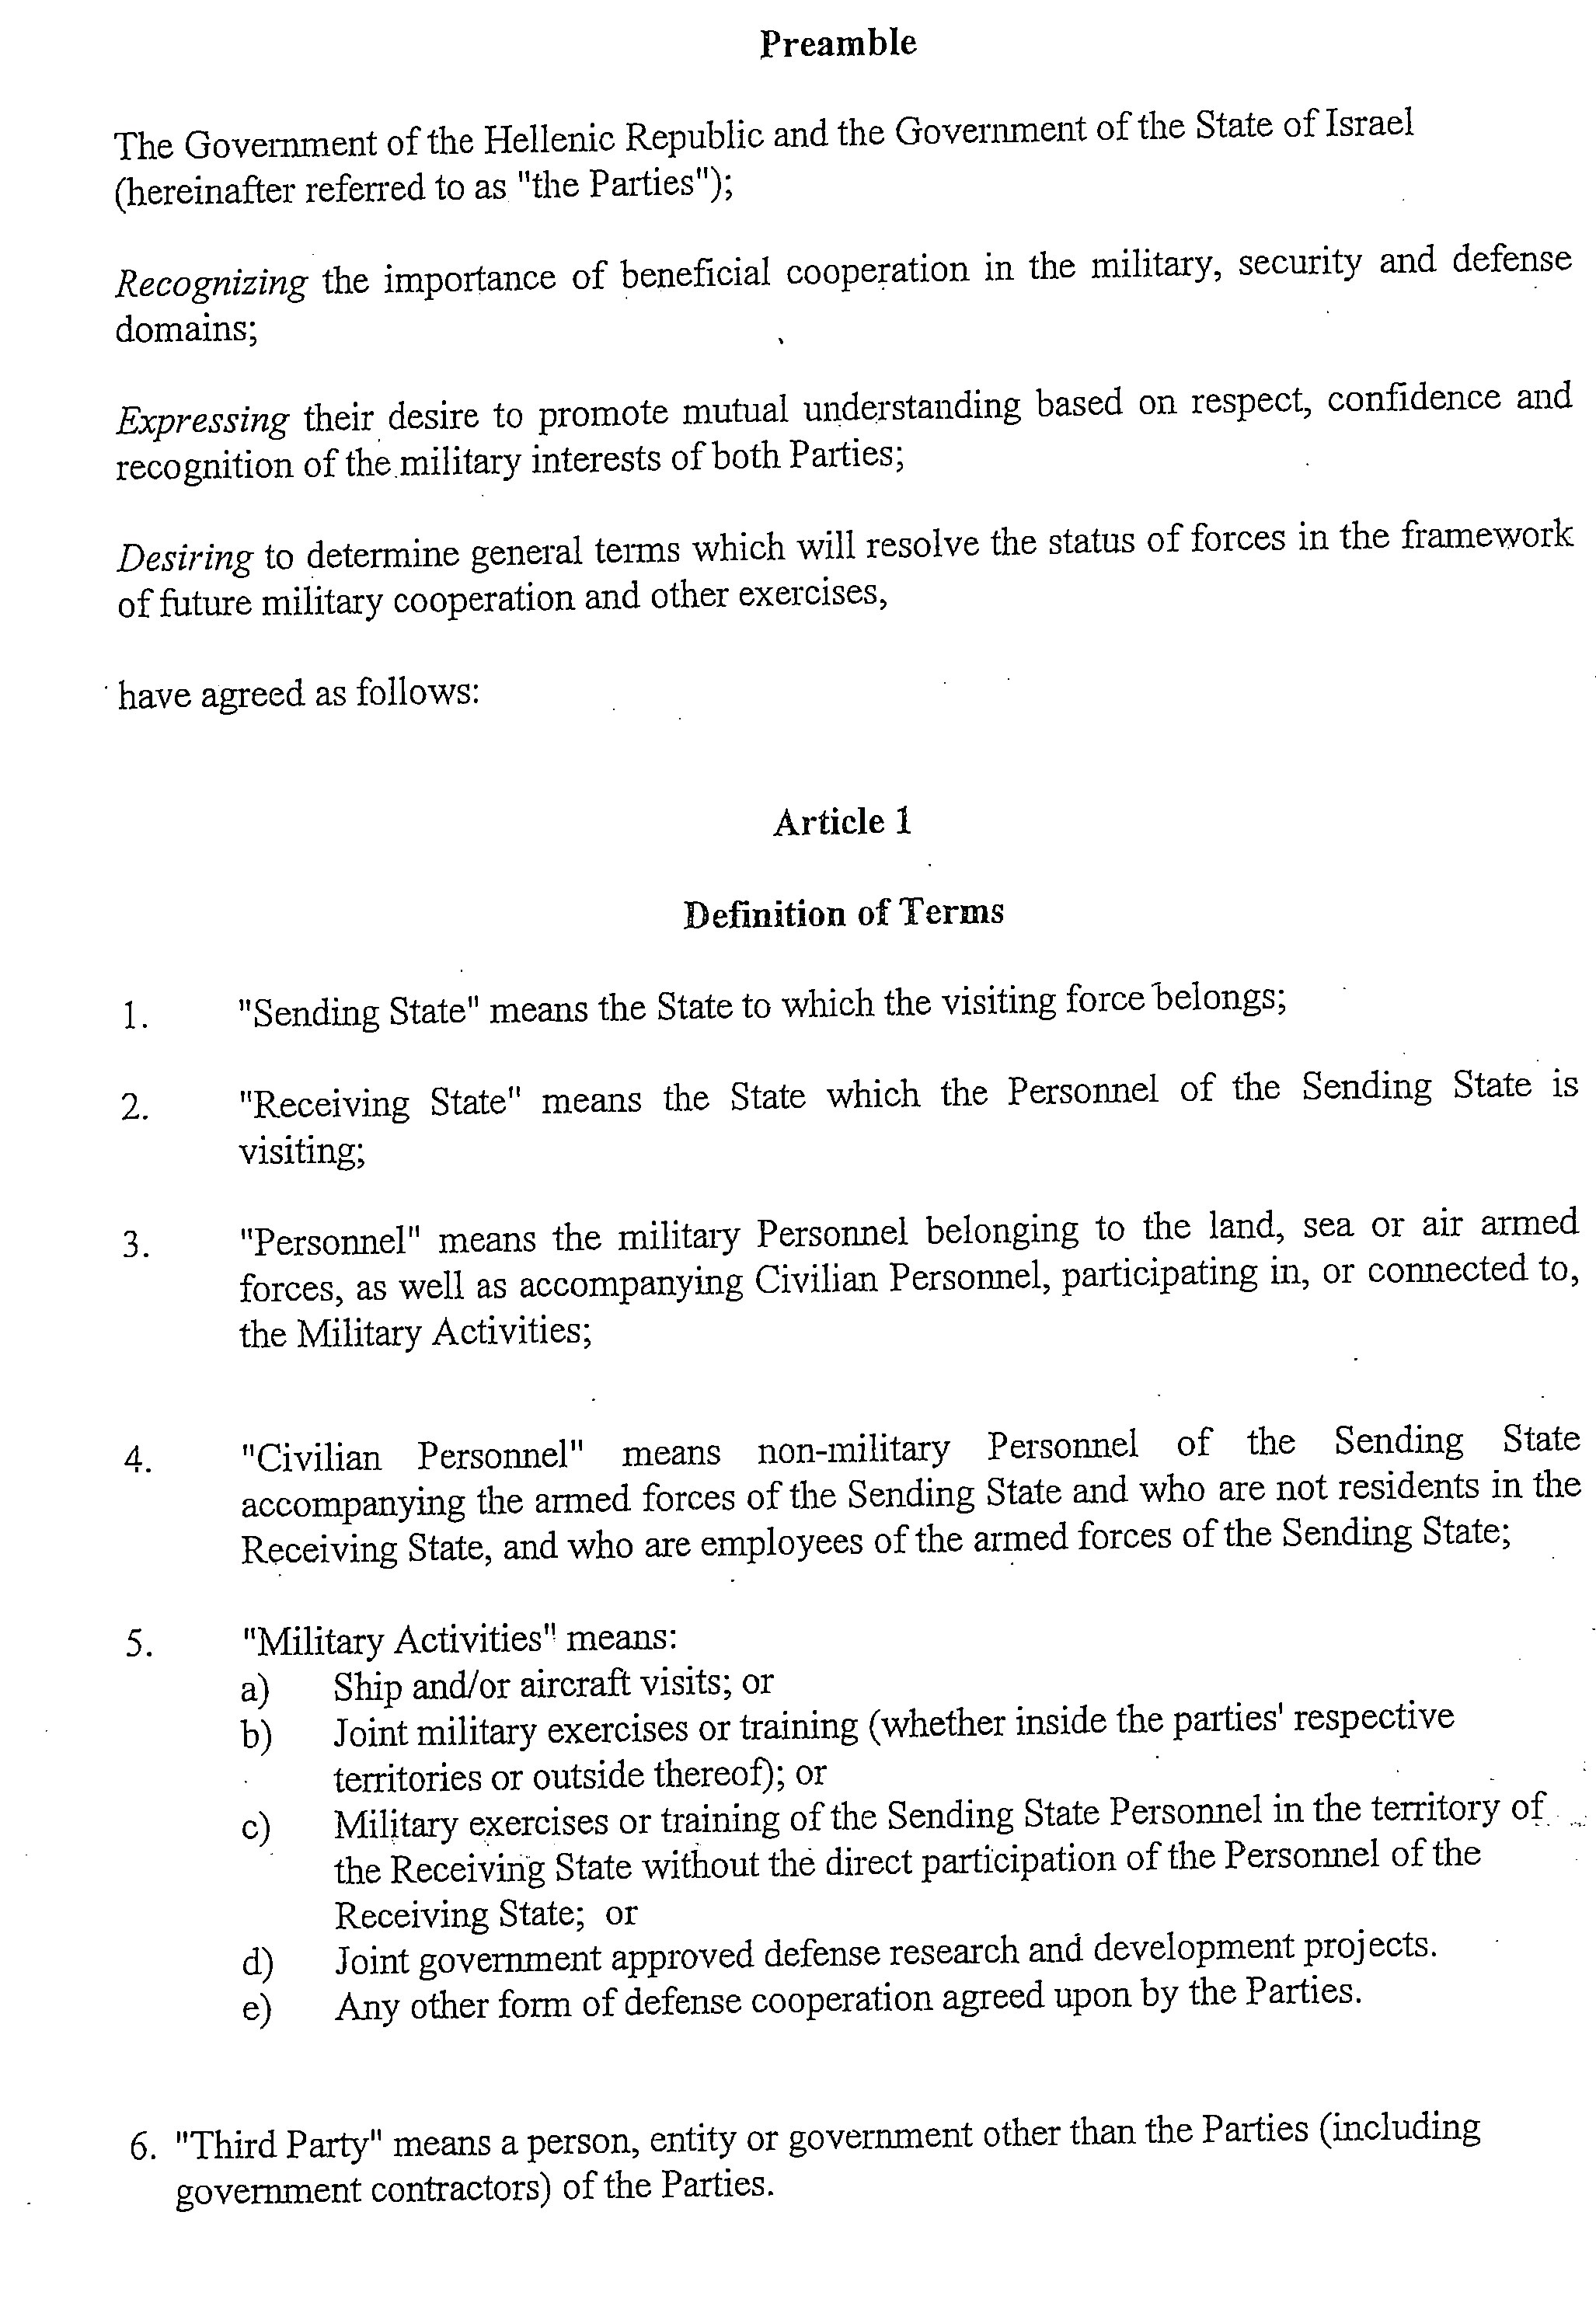 Preamble
The Government of the Hellenic Republic and the Government of the State of Israel
(hereinafter referred to as "the Parties");
Recognizing the importance of beneficial cooperation in the military, security and defense
domains;
Expressing their desire to promote mutual understanding based on respect, confidence and
recognition of the military interests of both Parties;
Desiring to determine general terms which will resolve the status of forces in the framework
of future military cooperation and other exercises,
have agreed as follows:
Article 1
Definition of Terms
1. "Sending State" means the State to which the visiting force belongs;
2. "Receiving State" means the State which the Personnel of the Sending State is
visiting;
3. "Personnel" means the military Personnel belonging to the land, sea or air armed
forces, as well as accompanying Civilian Personnel, participating in, or connected to,
the Military Activities;
4. "Civilian Personnel" means non-military Personnel of the Sending State
accompanying the armed forces of the Sending State and who are not residents in the
Receiving State, and who are employees of the armed forces of the Sending State;
5. "Military Activities" means:
a) Ship and/or aircraft visits; or
b) Joint military exercises or training (whether inside the parties' respective
territories or outside thereof); or
c) Military exercises or training of the Sending State Personnel in the territory of
the Receiving State without the direct participation of the Personnel of the
Receiving State; or
d) Joint government approved defense research and development projects.
e) Any other form of defense cooperation agreed upon by the Parties.
6. "Third Party" means a person, entity or government other than the Parties (including
government contractors) of the Parties.